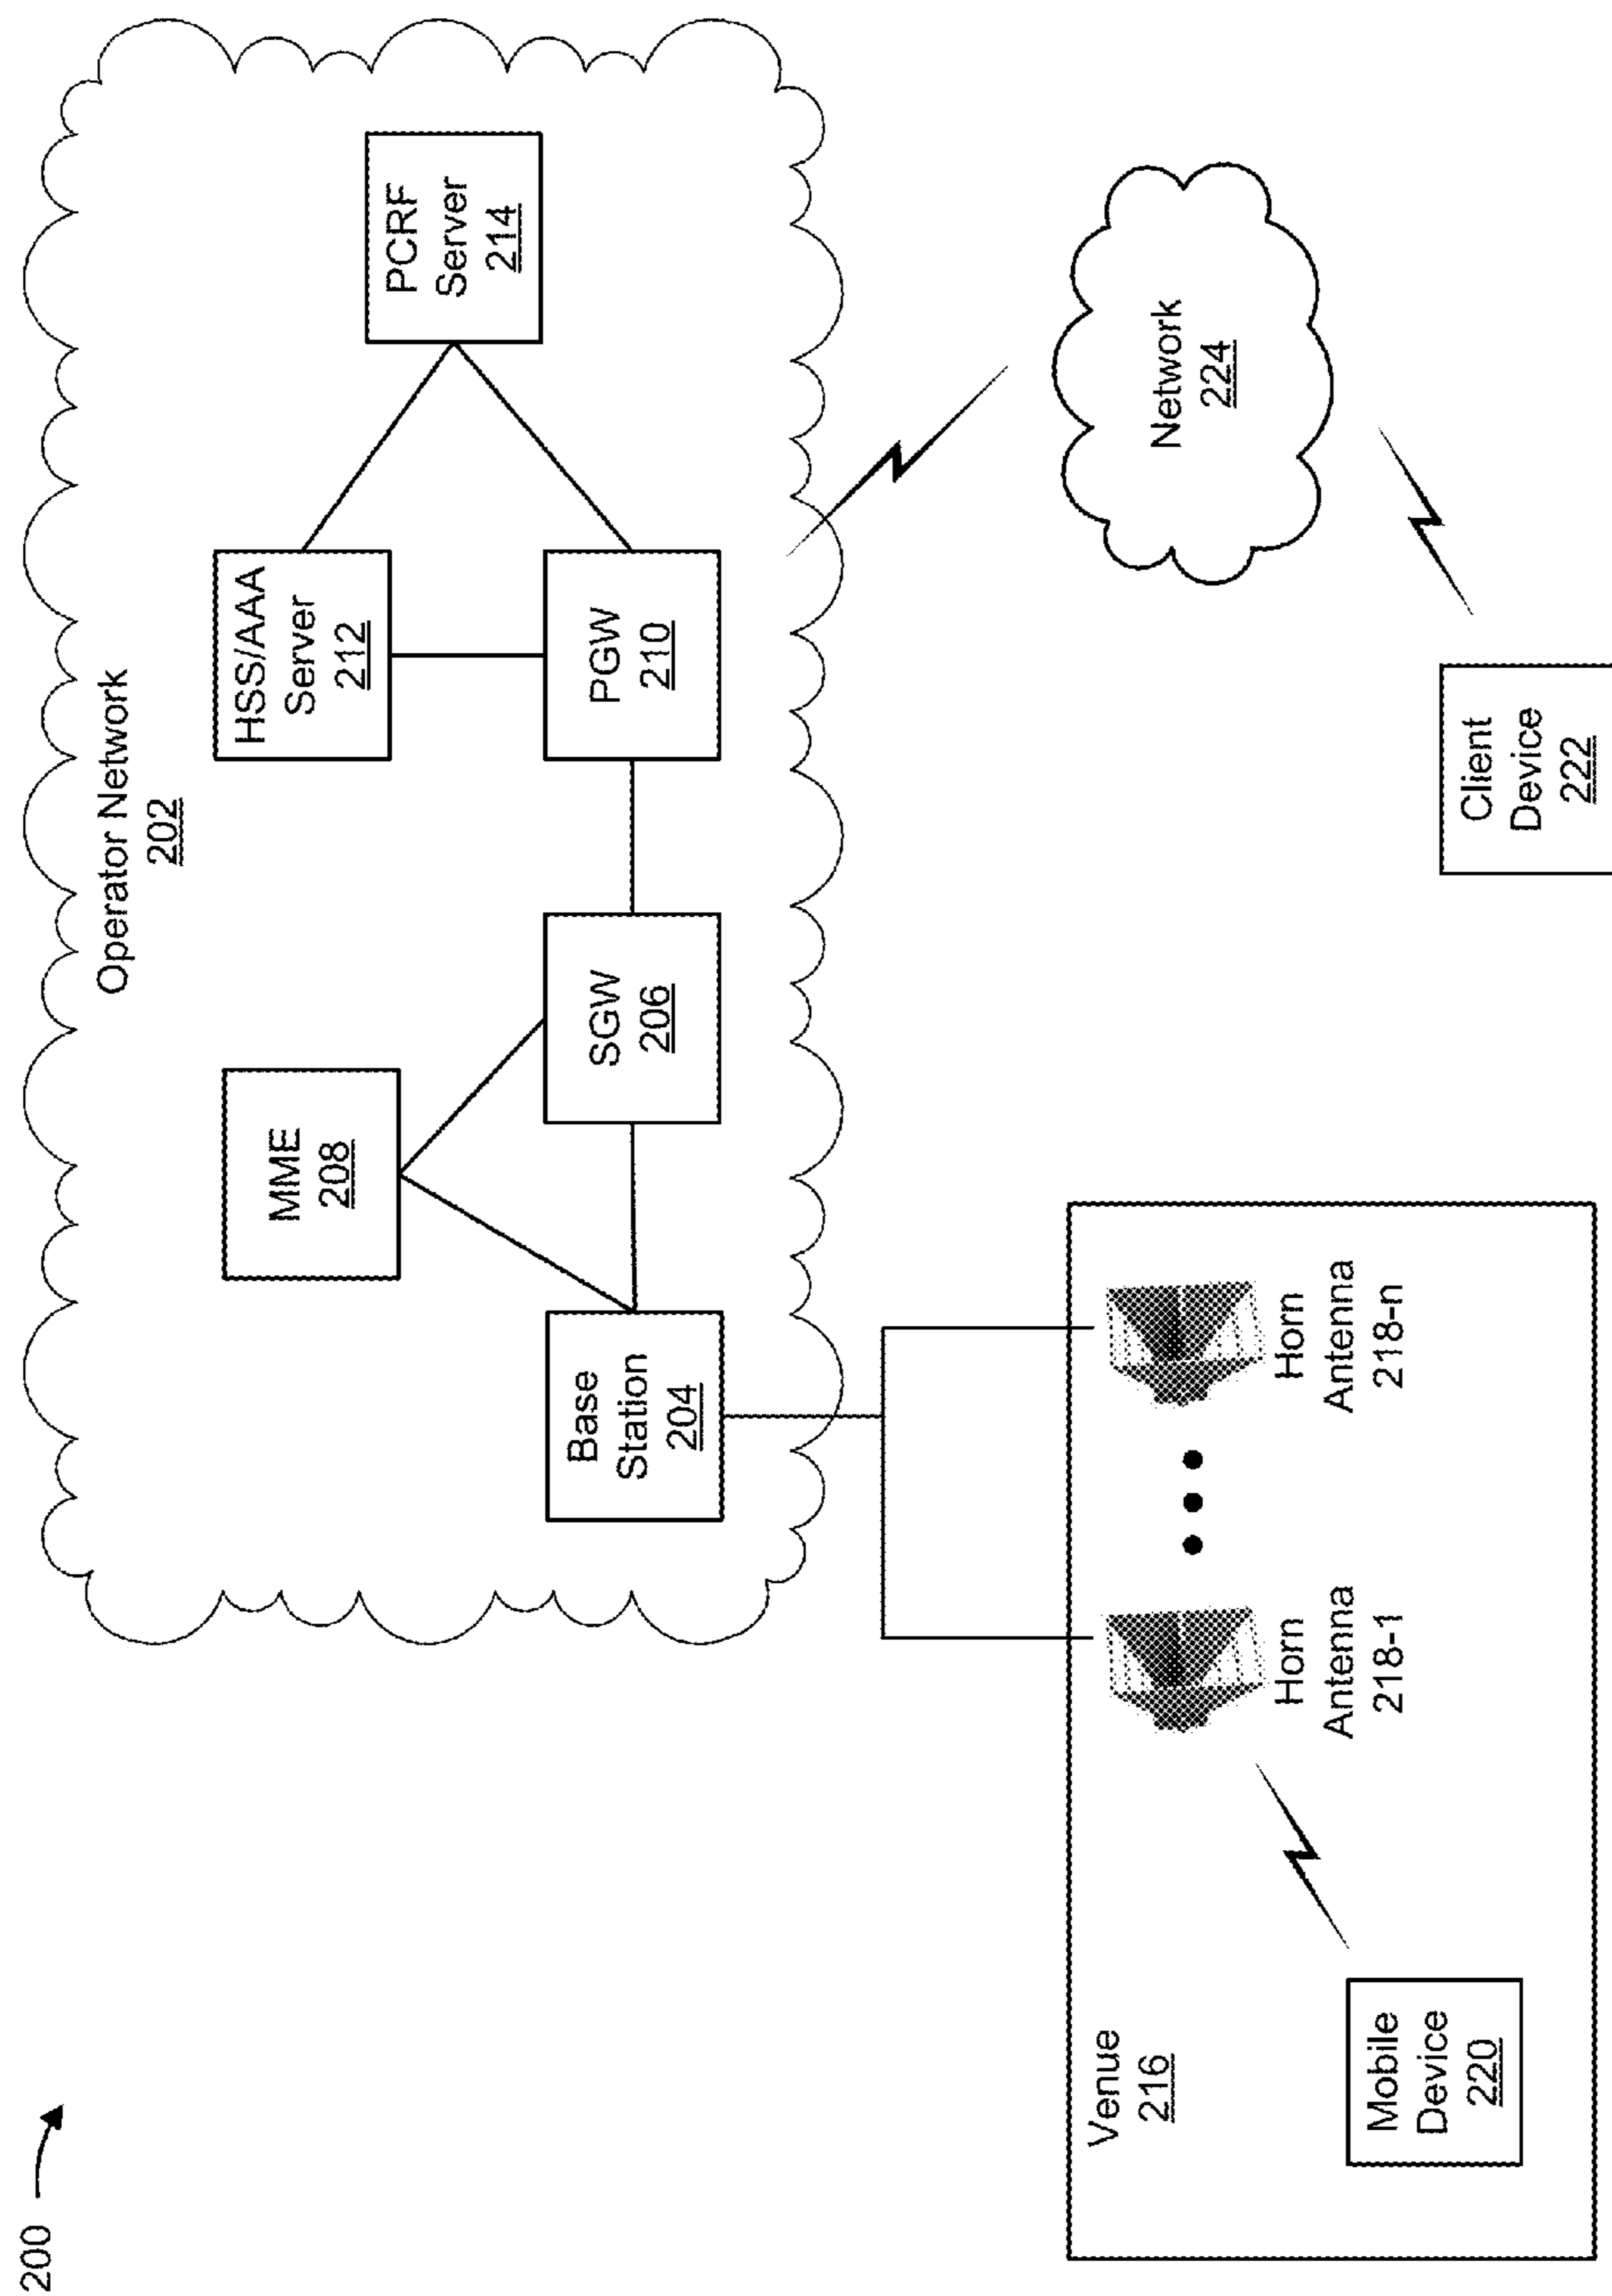 200
Operator Network
202
MME
208
HSS/AAA
Server
212
PCRF
Server
214
Base
Station
204
SGW
206
PGW
210
Venue
216
Horn
Antenna
218-1
Horn
Antenna
218-n
Mobile
Device
220
Network
224
Client
Device
222